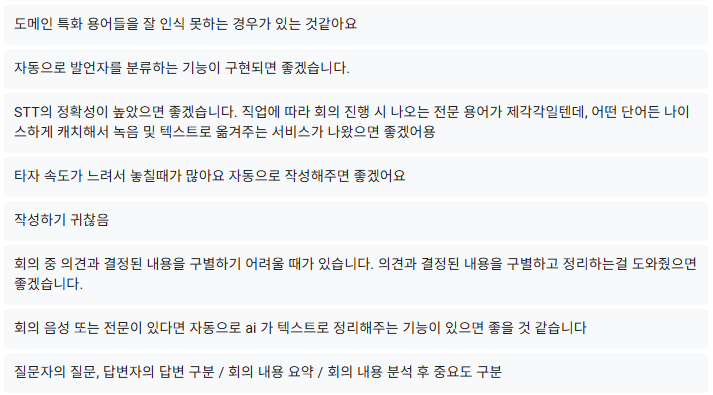 도메인 특화 용어들을 잘 인식 못하는 경우가 있는 것같아요
자동으로 발언자를 분류하는 기능이 구현되면 좋겠습니다.
STT의 정확성이 높았으면 좋겠습니다. 직업에 따라 회의 진행 시 나오는 전문 용어가 제각각일텐데, 어떤 단어든 나이
스하게 캐치해서 녹음 및 텍스트로 옮겨주는 서비스가 나왔으면 좋겠어용
타자 속도가 느려서 놓칠때가 많아요 자동으로 작성해주면 좋겠어요
작성하기 귀찮음
회의 중 의견과 결정된 내용을 구별하기 어려울 때가 있습니다. 의견과 결정된 내용을 구별하고 정리하는걸 도와줬으면
좋겠습니다.
회의 음성 또는 전문이 있다면 자동으로 ai 가 텍스트로 정리해주는 기능이 있으면 좋을 것 같습니다
질문자의 질문, 답변자의 답변 구분 / 회의 내용 요약 / 회의 내용 분석 후 중요도 구분